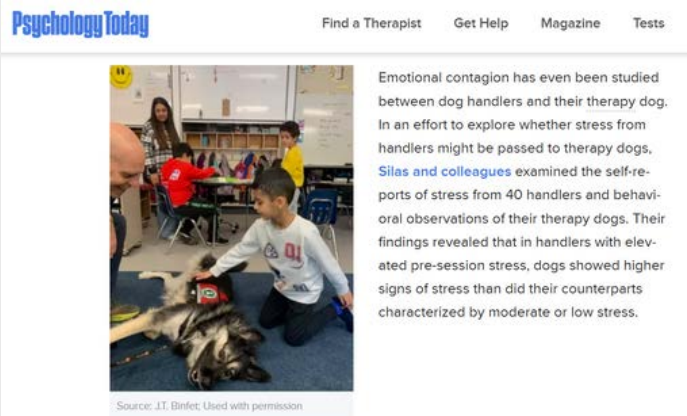 Psychology Today
Find a Therapist Get Help Magazine Tests
Emotional contagion has even been studied
between dog handlers and their therapy dog.
In an effort to explore whether stress from
handlers might be passed to therapy dogs,
Silas and colleagues examined the self-re-
ports of stress from 40 handlers and behavi-
oral observations of their therapy dogs. Their
findings revealed that in handlers with elev-
ated pre-session stress, dogs showed higher
signs of stress than did their counterparts
characterized by moderate or low stress.
Source: J.T. Binfet; Used with permission